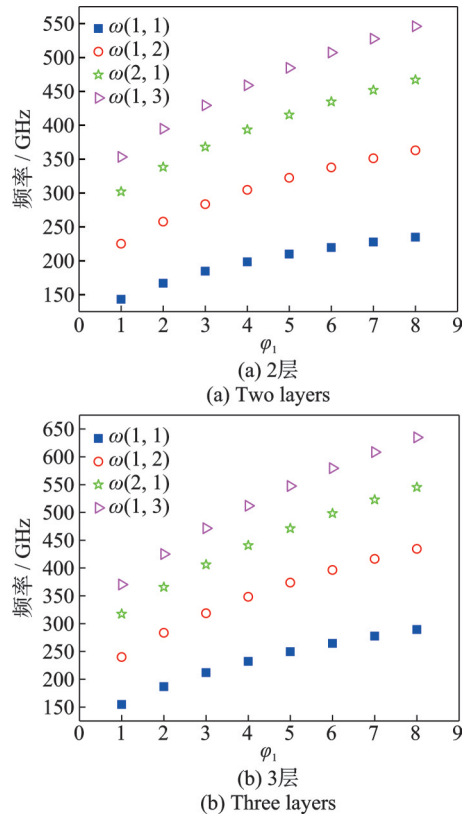 550
500
450
400
350
300
250
200
150
频率 / GHz
ω(1, 1)
ω(1, 2)
ω(2, 1)
ω(1, 3)
0 1 2 3 4 5 6 7 8 9
φ₁
(a) 2层
(a) Two layers
650
600
550
500
450
400
350
300
250
200
150
频率 / GHz
ω(1, 1)
ω(1, 2)
ω(2, 1)
ω(1, 3)
0 1 2 3 4 5 6 7 8 9
φ₁
(b) 3层
(b) Three layers